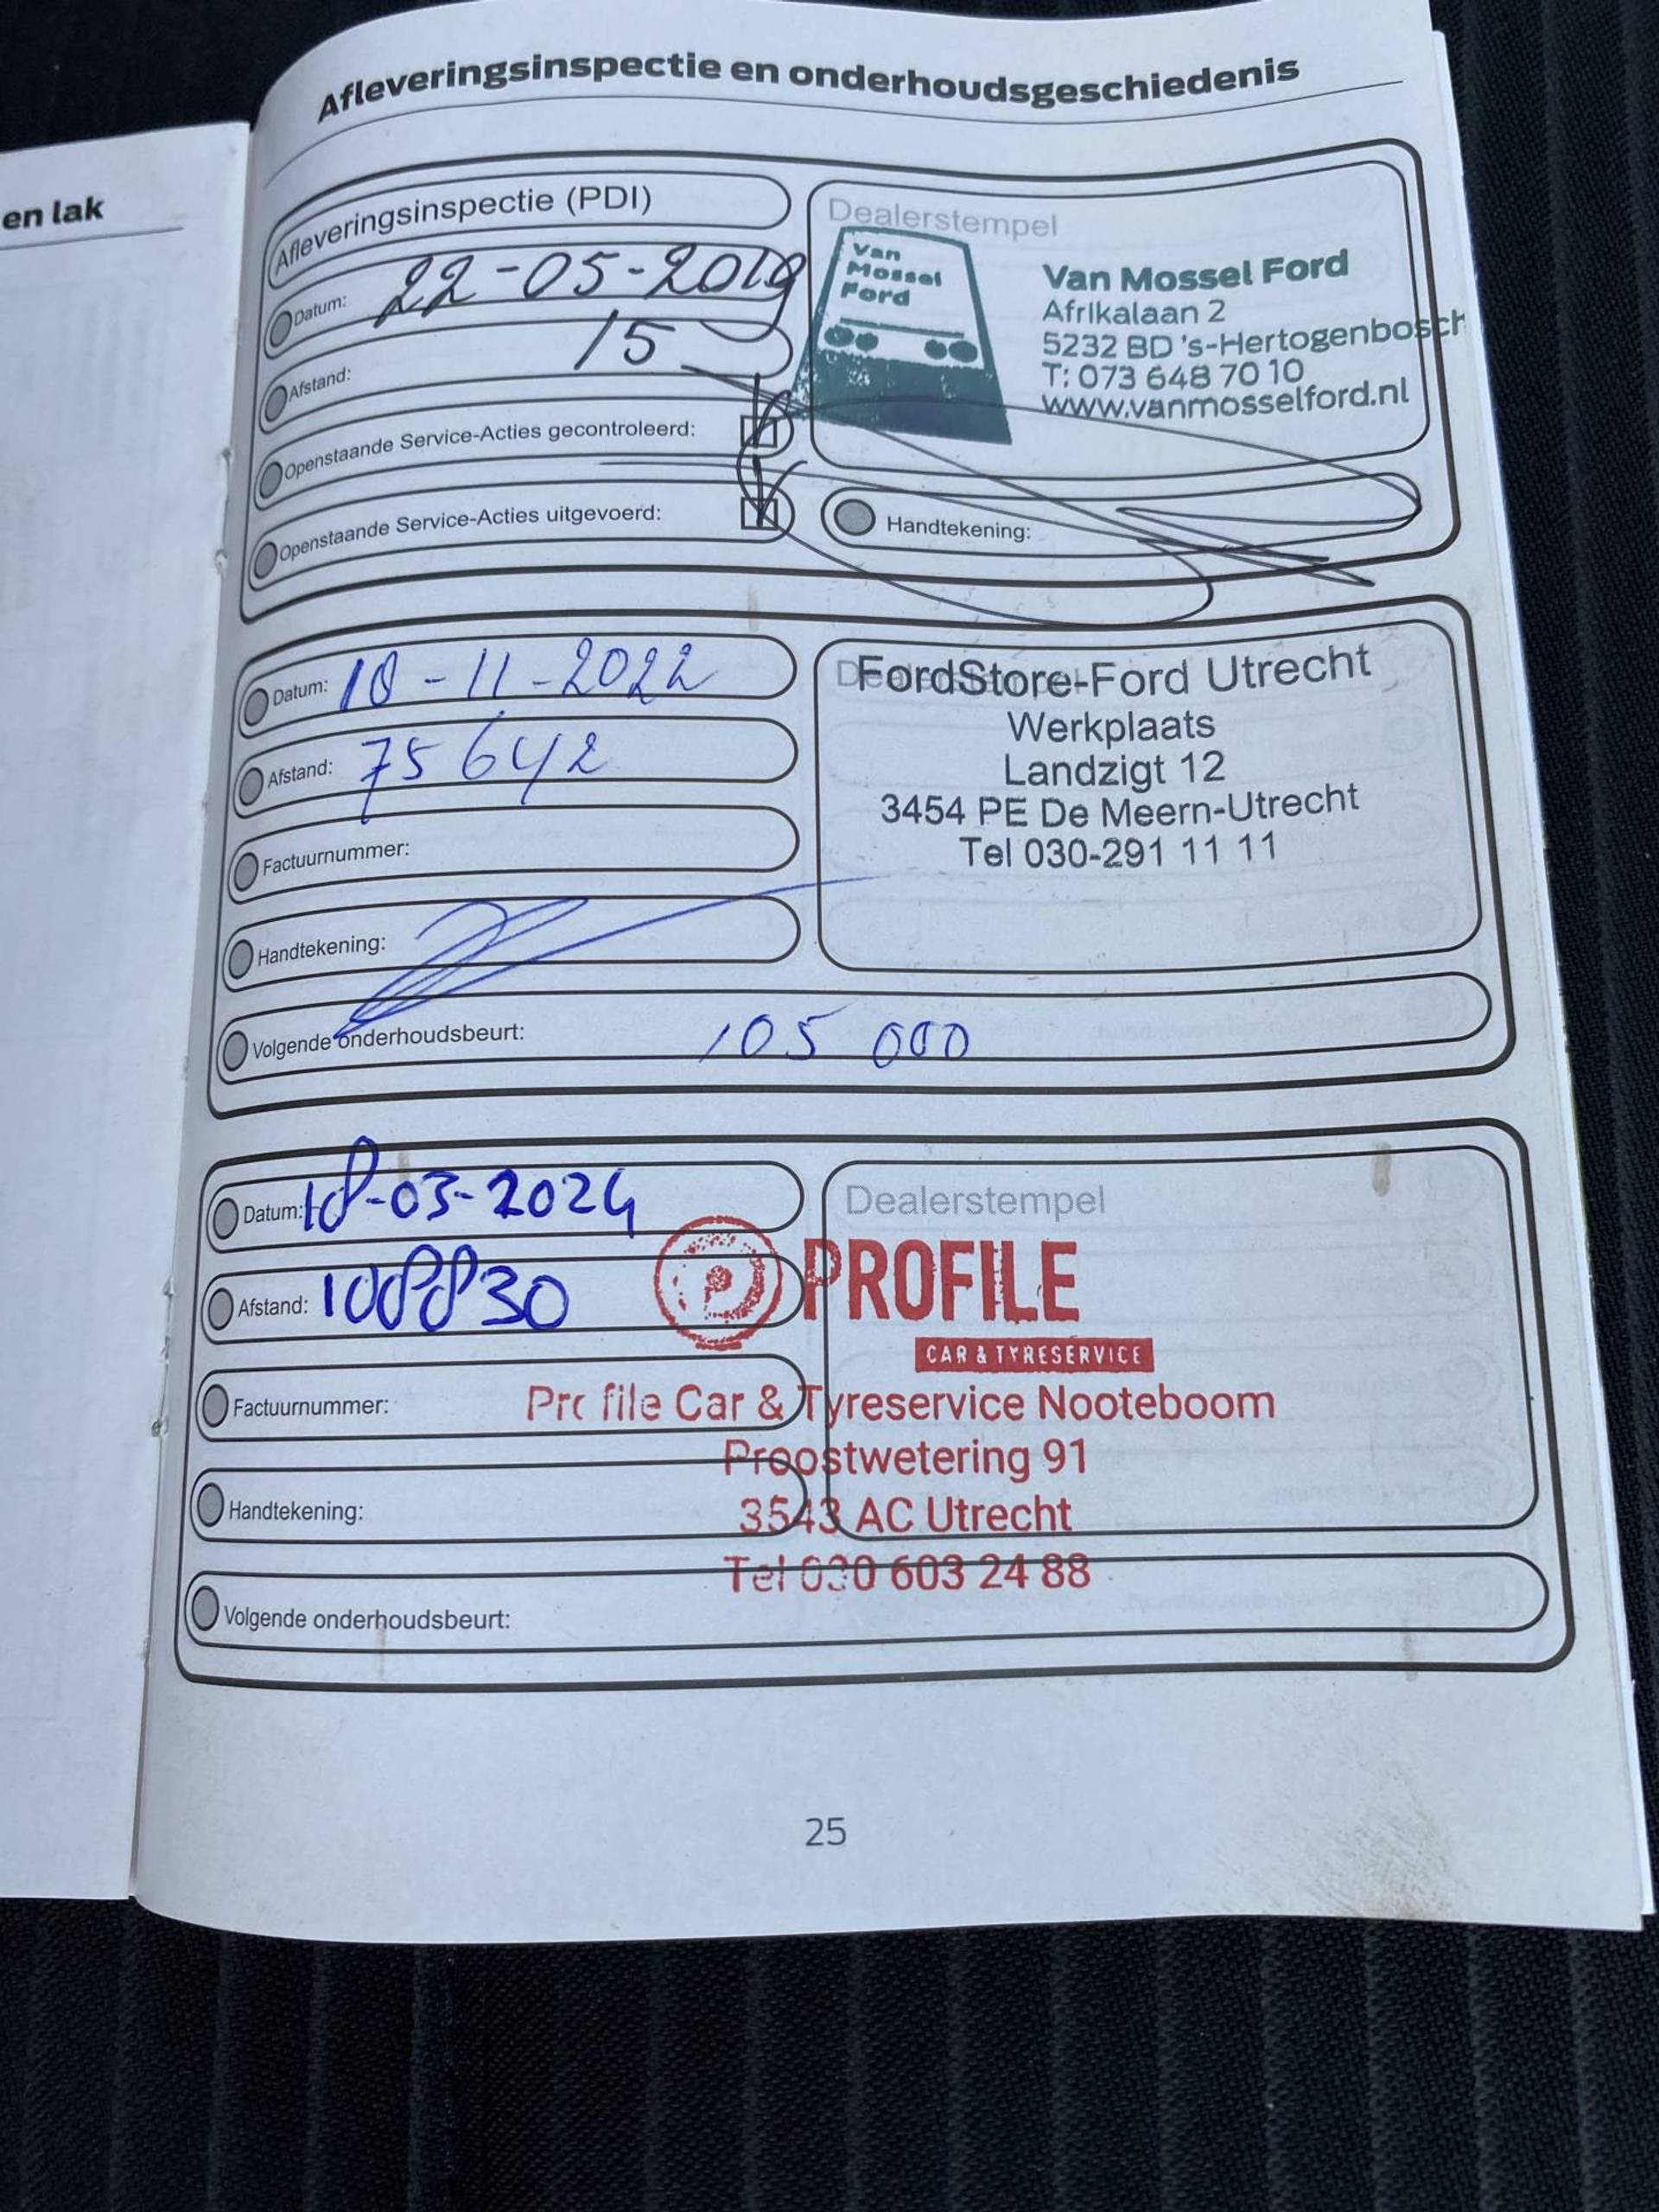 en lak
Afleveringsinspectie en onderhoudsgeschiedenis
Afleveringsinspectie (PDI)
Datum: 22-05-2019
Afstand: 15
Openstaande Service-Acties gecontroleerd:
Openstaande Service-Acties uitgevoerd:
Dealerstempel
Van
Mossel
Ford
Van Mossel Ford
Afrikalaan 2
5232 BD 's-Hertogenbosch
T: 073 648 70 10
www.vanmosselford.nl
Handtekening:
Datum: 18-11-2022
Afstand: 75 642
Factuurnummer:
Handtekening:
Volgende onderhoudsbeurt: 105 000
FordStore-Ford Utrecht
Werkplaats
Landzigt 12
3454 PE De Meern-Utrecht
Tel 030-291 11 11
Datum: 18-03-2024
Afstand: 108830
Factuurnummer:
Handtekening:
Volgende onderhoudsbeurt:
Dealerstempel
PROFILE
CAR & TYRESERVICE
Profile Car & Tyreservice Nooteboom
Proostwetering 91
3543 AC Utrecht
Tel 030 603 24 88
25